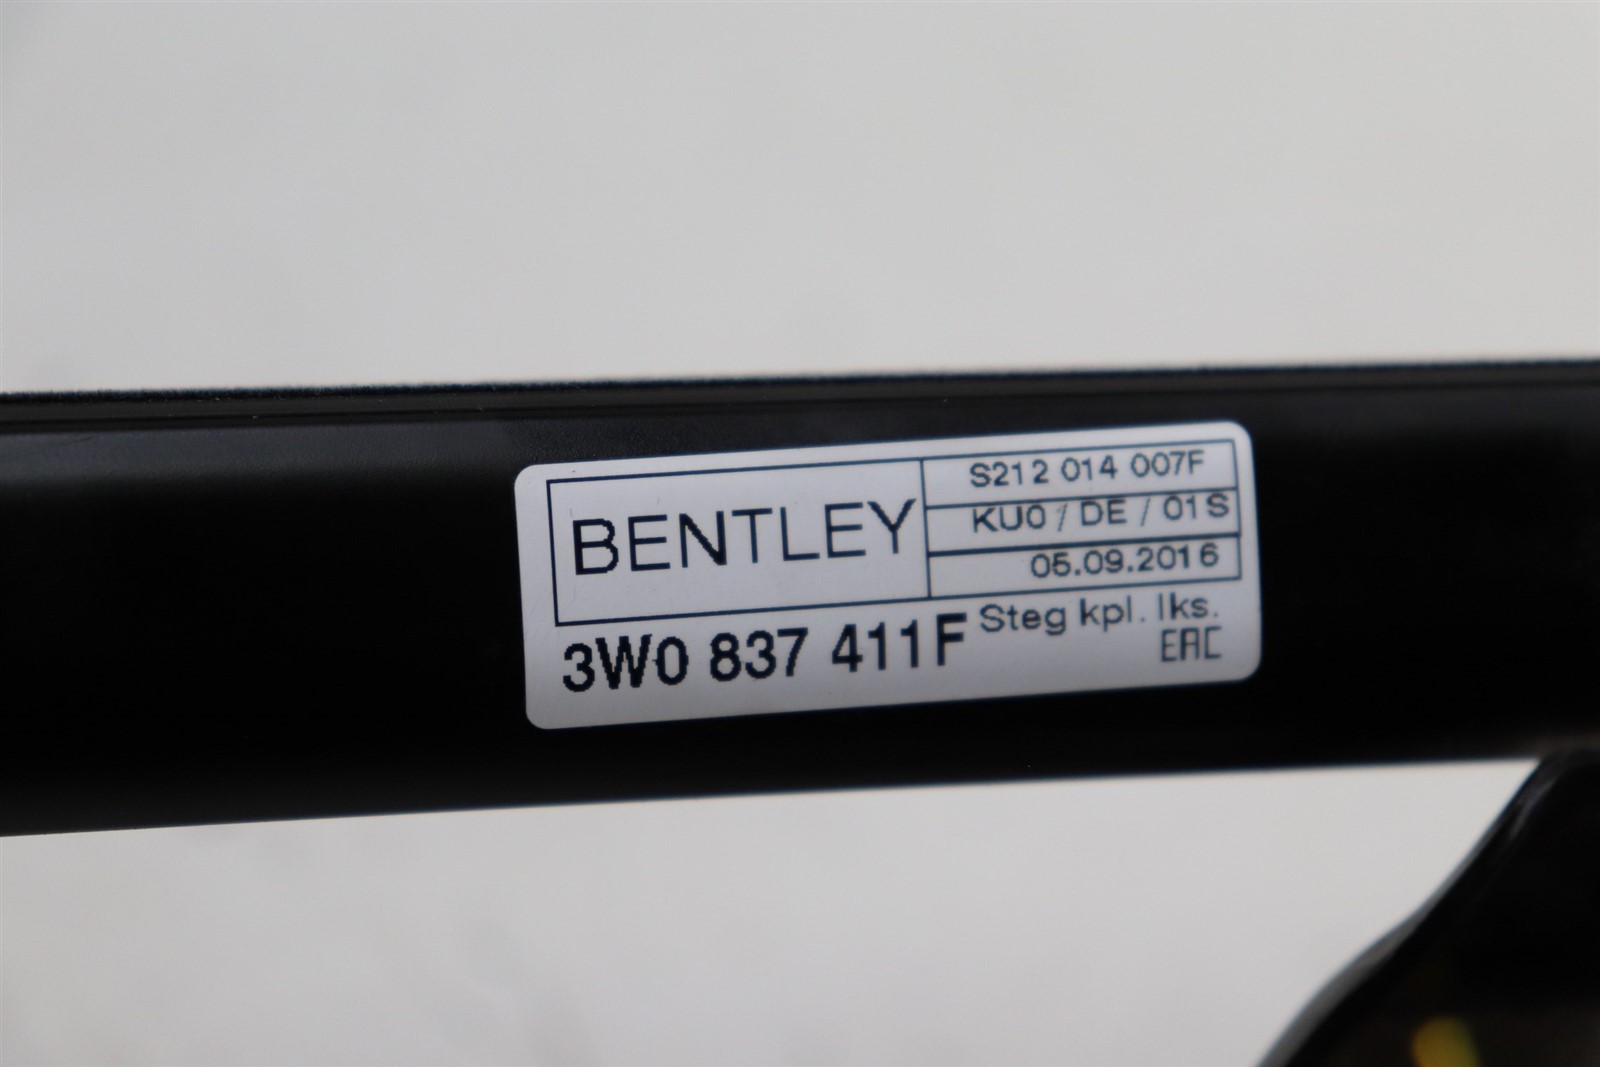 BENTLEY
S212 014 007F
KU0 / DE / 01S
05.09.2016
3W0 837 411F
Steg kpl. lks.
EAC